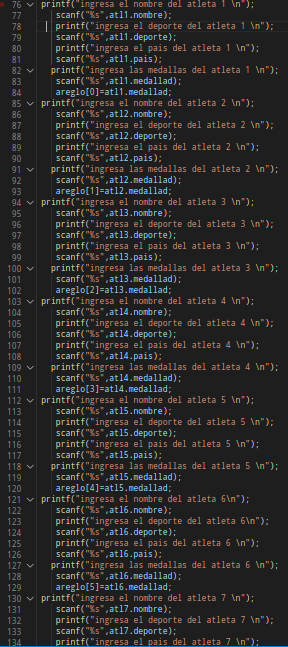 76 printf("ingresa el nombre del atleta 1 \n");
77 scanf("%s",atl1.nombre);
78 printf("ingresa el deporte del atleta 1 \n");
79 scanf("%s",atl1.deporte);
80 printf("ingresa el pais del atleta 1 \n");
81 scanf("%s",atl1.pais);
82 printf("ingresa las medallas del atleta 1 \n");
83 scanf("%s",atl1.medallad);
84 areglo[0]=atl1.medallad;
85 printf("ingresa el nombre del atleta 2 \n");
86 scanf("%s",atl2.nombre);
87 printf("ingresa el deporte del atleta 2 \n");
88 scanf("%s",atl2.deporte);
89 printf("ingresa el pais del atleta 2 \n");
90 scanf("%s",atl2.pais);
91 printf("ingresa las medallas del atleta 2 \n");
92 scanf("%s",atl2.medallad);
93 areglo[1]=atl2.medallad;
94 printf("ingresa el nombre del atleta 3 \n");
95 scanf("%s",atl3.nombre);
96 printf("ingresa el deporte del atleta 3 \n");
97 scanf("%s",atl3.deporte);
98 printf("ingresa el pais del atleta 3 \n");
99 scanf("%s",atl3.pais);
100 printf("ingresa las medallas del atleta 3 \n");
101 scanf("%s",atl3.medallad);
102 areglo[2]=atl3.medallad;
103 printf("ingresa el nombre del atleta 4 \n");
104 scanf("%s",atl4.nombre);
105 printf("ingresa el deporte del atleta 4 \n");
106 scanf("%s",atl4.deporte);
107 printf("ingresa el pais del atleta 4 \n");
108 scanf("%s",atl4.pais);
109 printf("ingresa las medallas del atleta 4 \n");
110 scanf("%s",atl4.medallad);
111 areglo[3]=atl4.medallad;
112 printf("ingresa el nombre del atleta 5 \n");
113 scanf("%s",atl5.nombre);
114 printf("ingresa el deporte del atleta 5 \n");
115 scanf("%s",atl5.deporte);
116 printf("ingresa el pais del atleta 5 \n");
117 scanf("%s",atl5.pais);
118 printf("ingresa las medallas del atleta 5 \n");
119 scanf("%s",atl5.medallad);
120 areglo[4]=atl5.medallad;
121 printf("ingresa el nombre del atleta 6\n");
122 scanf("%s",atl6.nombre);
123 printf("ingresa el deporte del atleta 6\n");
124 scanf("%s",atl6.deporte);
125 printf("ingresa el pais del atleta 6 \n");
126 scanf("%s",atl6.pais);
127 printf("ingresa las medallas del atleta 6 \n");
128 scanf("%s",atl6.medallad);
129 areglo[5]=atl6.medallad;
130 printf("ingresa el nombre del atleta 7 \n");
131 scanf("%s",atl7.nombre);
132 printf("ingresa el deporte del atleta 7 \n");
133 scanf("%s",atl7.deporte);
134 printf("ingresa el pais del atleta 7 \n");